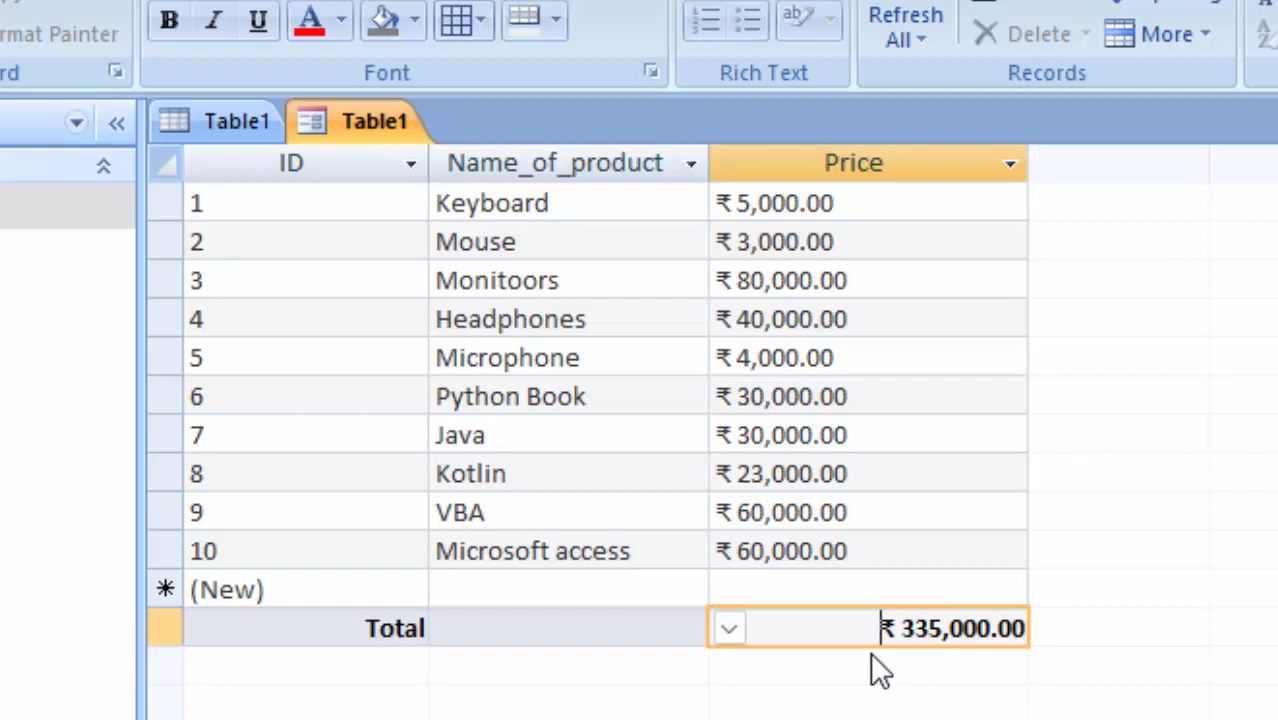 B I U A
Refresh
All
Delete
More
rmat Painter
rd
Font
Rich Text
Records
Table1
Table1
ID Name_of_product Price
1 Keyboard ₹ 5,000.00
2 Mouse ₹ 3,000.00
3 Monitoors ₹ 80,000.00
4 Headphones ₹ 40,000.00
5 Microphone ₹ 4,000.00
6 Python Book ₹ 30,000.00
7 Java ₹ 30,000.00
8 Kotlin ₹ 23,000.00
9 VBA ₹ 60,000.00
10 Microsoft access ₹ 60,000.00
(New)
Total ₹ 335,000.00